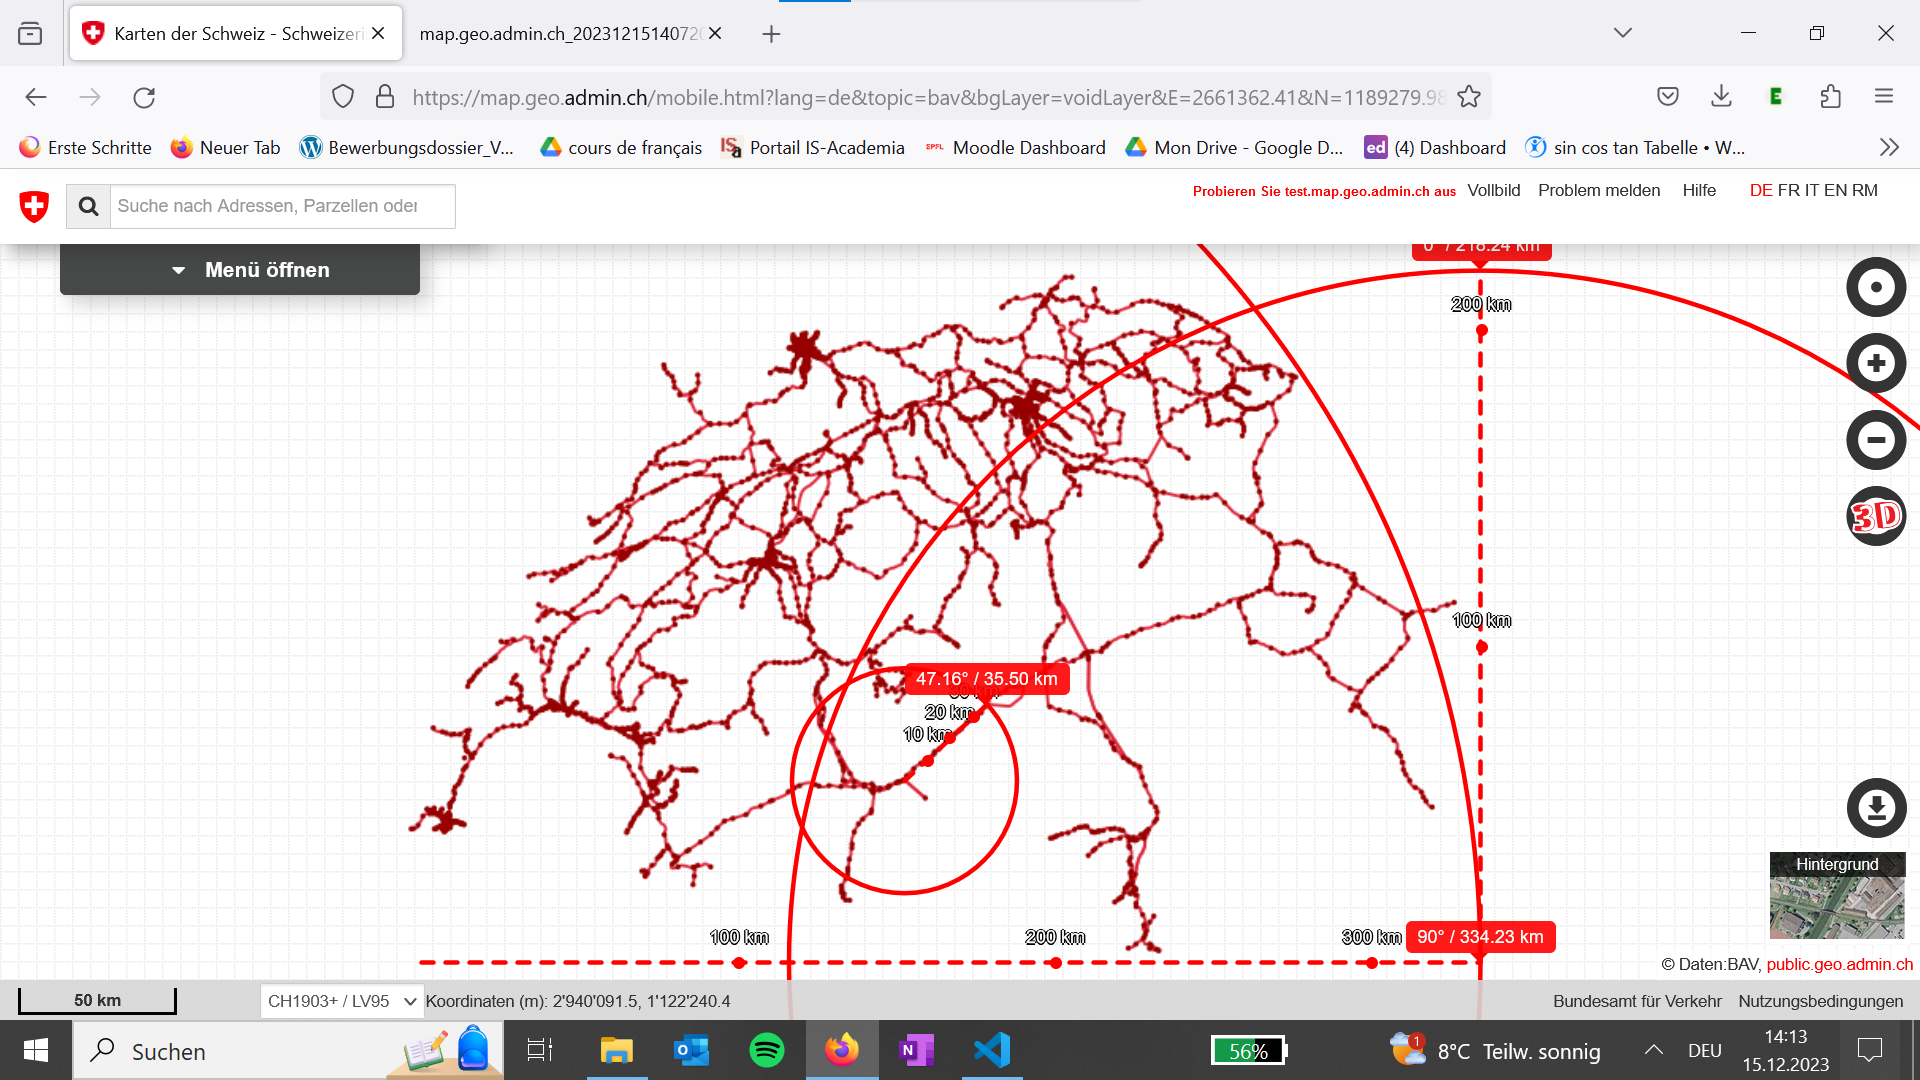 Karten der Schweiz - Schweizeri
map.geo.admin.ch_20231215140720
https://map.geo.admin.ch/mobile.html?lang=de&topic=bav&bgLayer=voidLayer&E=2661362.41&N=1189279.98
Erste Schritte
Neuer Tab
Bewerbungsdossier_V...
cours de français
ISa
Portail IS-Academia
EPFL
Moodle Dashboard
Mon Drive - Google D...
ed
(4) Dashboard
sin cos tan Tabelle • W...
Suche nach Adressen, Parzellen oder
Probieren Sie test.map.geo.admin.ch aus
Vollbild
Problem melden
Hilfe
DE FR IT EN RM
Menü öffnen
0° / 218.24 km
200 km
3D
100 km
47.16° / 35.50 km
30 km
20 km
10 km
Hintergrund
100 km
200 km
300 km
90° / 334.23 km
© Daten:BAV, public.geo.admin.ch
50 km
CH1903+ / LV95
Koordinaten (m): 2'940'091.5, 1'122'240.4
Bundesamt für Verkehr
Nutzungsbedingungen
Suchen
56%
1
8°C Teilw. sonnig
DEU
14:13
15.12.2023